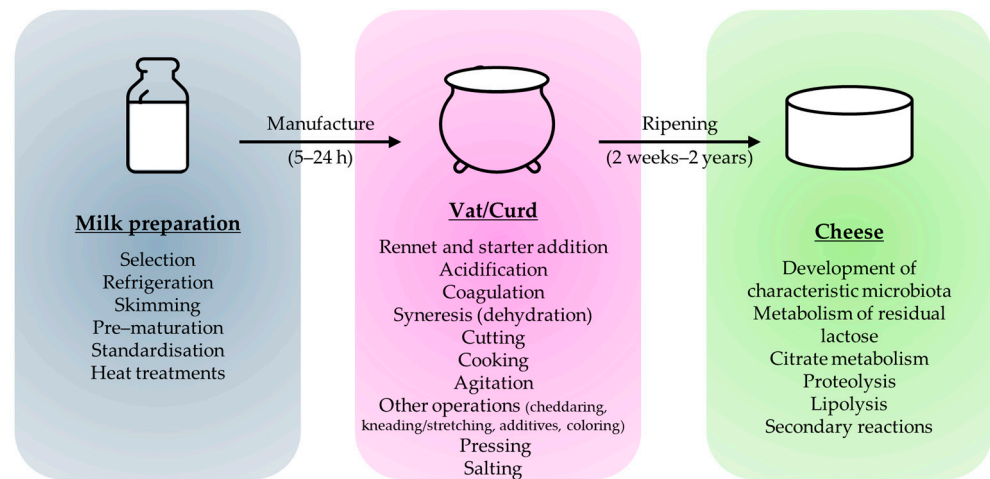 Manufacture
(5–24 h)
Ripening
(2 weeks–2 years)
Milk preparation
Selection
Refrigeration
Skimming
Pre–maturation
Standardisation
Heat treatments
Vat/Curd
Rennet and starter addition
Acidification
Coagulation
Syneresis (dehydration)
Cutting
Cooking
Agitation
Other operations (cheddaring,
kneading/stretching, additives, coloring)
Pressing
Salting
Cheese
Development of
characteristic microbiota
Metabolism of residual
lactose
Citrate metabolism
Proteolysis
Lipolysis
Secondary reactions